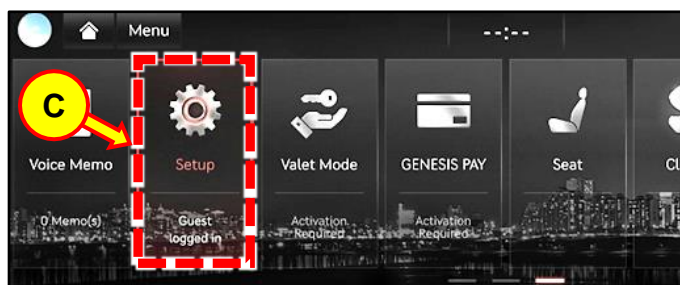 Menu
--:--
C
Voice Memo
Setup
Valet Mode
GENESIS PAY
Seat
0 Memo(s)
Guest
logged in
Activation
Required
Activation
Required